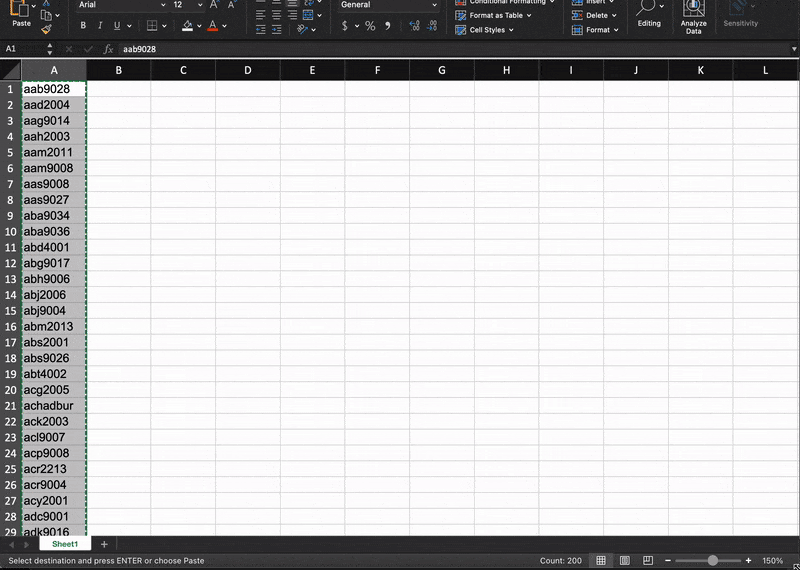 Paste
Arial
12
A
A
General
Conditional Formatting
Format as Table
Cell Styles
Insert
Delete
Format
Editing
Analyze
Data
Sensitivity
B
I
U
A
$
%
A1
fx
aab9028
A B C D E F G H I J K L
1 aab9028
2 aad2004
3 aag9014
4 aah2003
5 aam2011
6 aam9008
7 aas9008
8 aas9027
9 aba9034
10 aba9036
11 abd4001
12 abg9017
13 abh9006
14 abj2006
15 abj9004
16 abm2013
17 abs2001
18 abs9026
19 abt4002
20 acg2005
21 achadbur
22 ack2003
23 acl9007
24 acp9008
25 acr2213
26 acr9004
27 acy2001
28 adc9001
29 adk9016
Sheet1
Select destination and press ENTER or choose Paste
Count: 200
150%